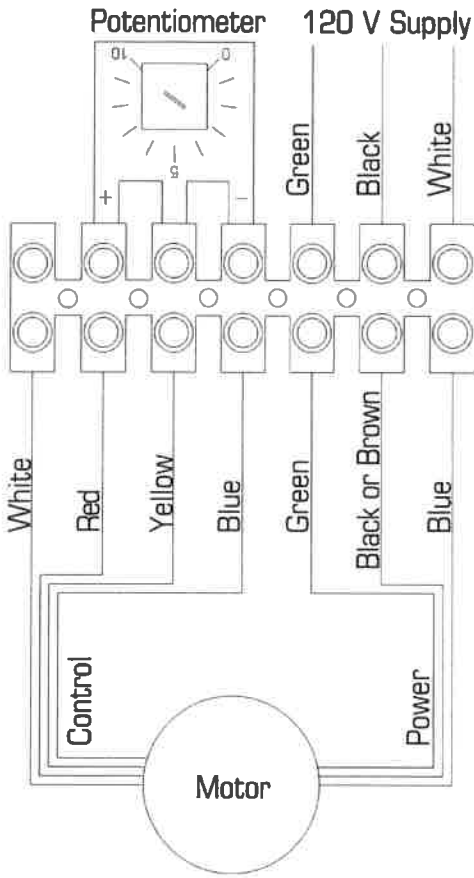 Potentiometer
120 V Supply
10
0
5
+
-
Green
Black
White
White
Red
Yellow
Blue
Green
Black or Brown
Blue
Control
Power
Motor